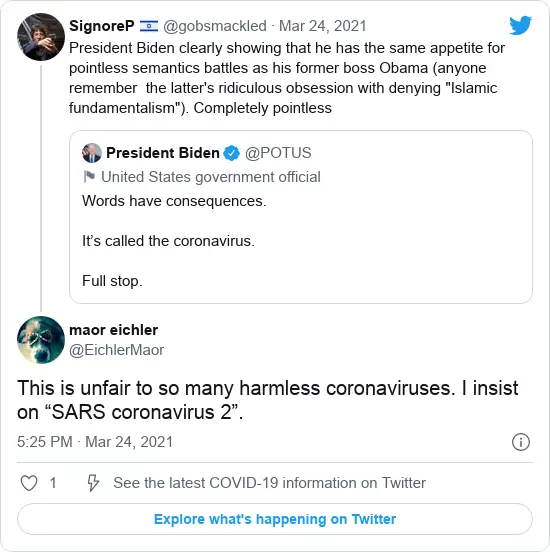 SignoreP 🇮🇱 @gobsmackled · Mar 24, 2021
President Biden clearly showing that he has the same appetite for
pointless semantics battles as his former boss Obama (anyone
remember  the latter's ridiculous obsession with denying "Islamic
fundamentalism"). Completely pointless
President Biden @POTUS
United States government official
Words have consequences.
It’s called the coronavirus.
Full stop.
maor eichler
@EichlerMaor
This is unfair to so many harmless coronaviruses. I insist
on “SARS coronavirus 2”.
5:25 PM · Mar 24, 2021
1 See the latest COVID-19 information on Twitter
Explore what's happening on Twitter